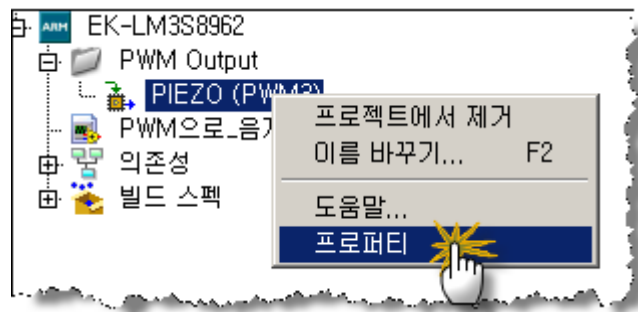 ARM EK-LM3S8962
PWM Output
PIEZO (PWM3)
PWM으로_음
의존성
빌드 스펙
프로젝트에서 제거
이름 바꾸기... F2
도움말...
프로퍼티